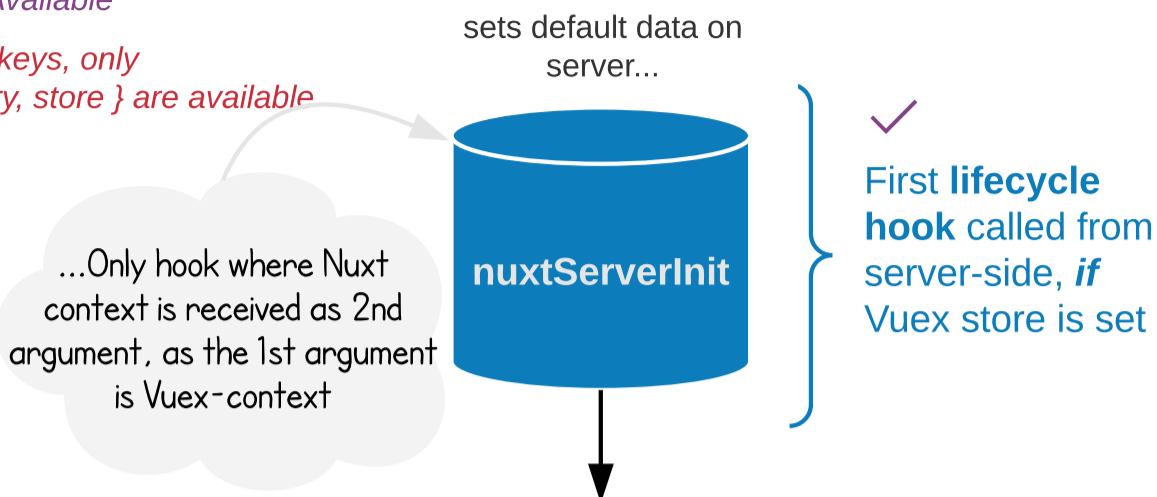 keys, only
store } are available
sets default data on
server...
...Only hook where Nuxt
context is received as 2nd
argument, as the 1st argument
is Vuex-context
nuxtServerInit
First lifecycle
hook called from
server-side, if
Vuex store is set